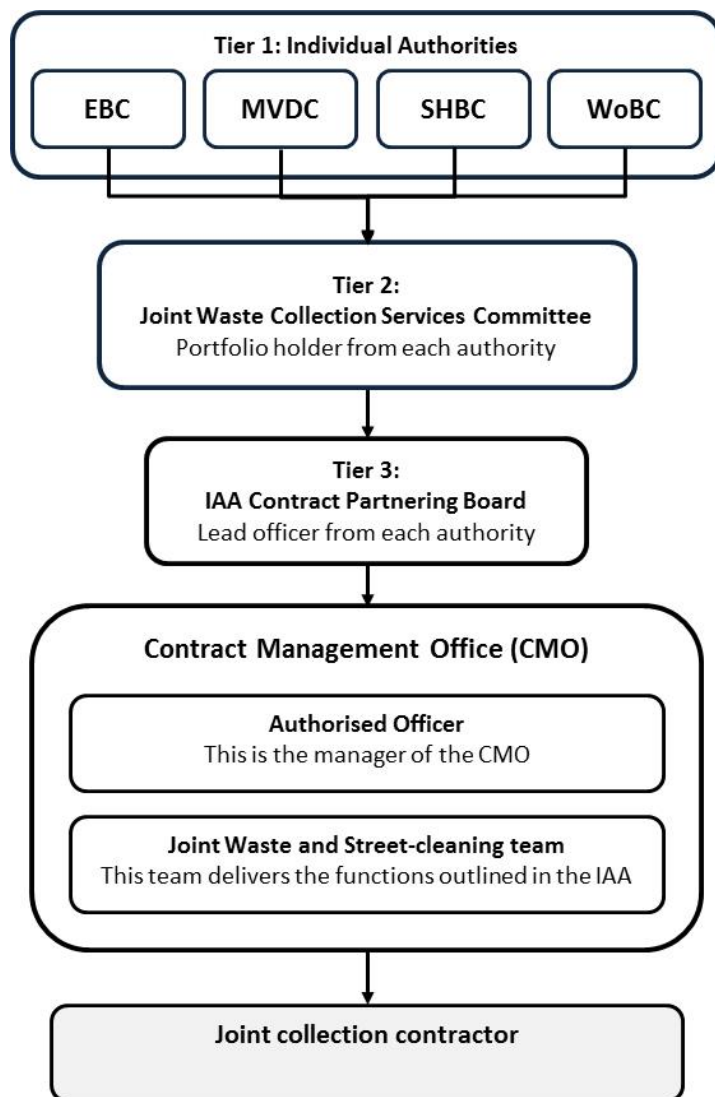 Tier 1: Individual Authorities
EBC
MVDC
SHBC
WoBC
Tier 2:
Joint Waste Collection Services Committee
Portfolio holder from each authority
Tier 3:
IAA Contract Partnering Board
Lead officer from each authority
Contract Management Office (CMO)
Authorised Officer
This is the manager of the CMO
Joint Waste and Street-cleaning team
This team delivers the functions outlined in the IAA
Joint collection contractor